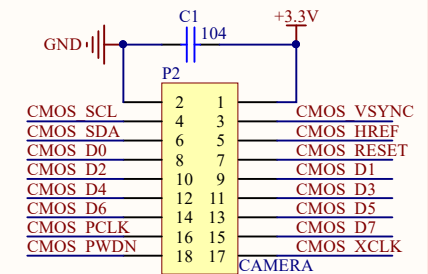 C1
+3.3V
GND
104
P2
2 1
CMOS_SCL 4 3 CMOS_VSYNC
CMOS_SDA 6 5 CMOS_HREF
CMOS_D0 8 7 CMOS_RESET
CMOS_D2 10 9 CMOS_D1
CMOS_D4 12 11 CMOS_D3
CMOS_D6 14 13 CMOS_D5
CMOS_PCLK 16 15 CMOS_D7
CMOS_PWDN 18 17 CMOS_XCLK
CAMERA